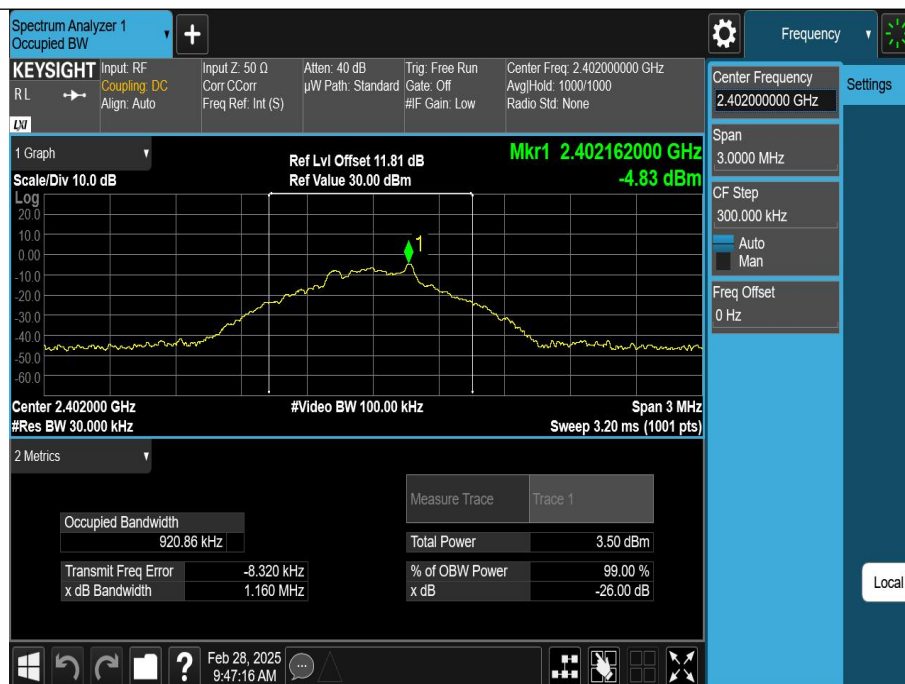 Spectrum Analyzer 1
Occupied BW
Frequency
KEYSIGHT
RL
LXI
Input: RF
Coupling: DC
Align: Auto
Input Z: 50 Ω
Corr CCorr
Freq Ref: Int (S)
Atten: 40 dB
µW Path: Standard
Trig: Free Run
Gate: Off
#IF Gain: Low
Center Freq: 2.402000000 GHz
Avg|Hold: 1000/1000
Radio Std: None
Center Frequency
2.402000000 GHz
Settings
Span
3.0000 MHz
CF Step
300.000 kHz
Auto
Man
Freq Offset
0 Hz
1 Graph
Scale/Div 10.0 dB
Ref Lvl Offset 11.81 dB
Ref Value 30.00 dBm
Mkr1 2.402162000 GHz
-4.83 dBm
Log
20.0
10.0
0.00
-10.0
-20.0
-30.0
-40.0
-50.0
-60.0
1
Center 2.402000 GHz
#Video BW 100.00 kHz
Span 3 MHz
#Res BW 30.000 kHz
Sweep 3.20 ms (1001 pts)
2 Metrics
Measure Trace
Trace 1
Occupied Bandwidth
920.86 kHz
Total Power
3.50 dBm
Transmit Freq Error
-8.320 kHz
% of OBW Power
99.00 %
x dB Bandwidth
1.160 MHz
x dB
-26.00 dB
Local
?
Feb 28, 2025
9:47:16 AM